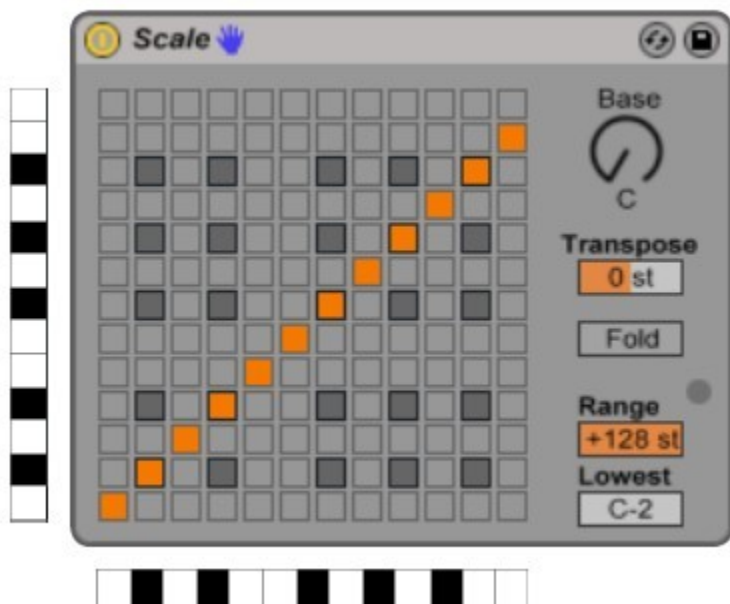 Scale
Base
C
Transpose
0 st
Fold
Range
+128 st
Lowest
C-2